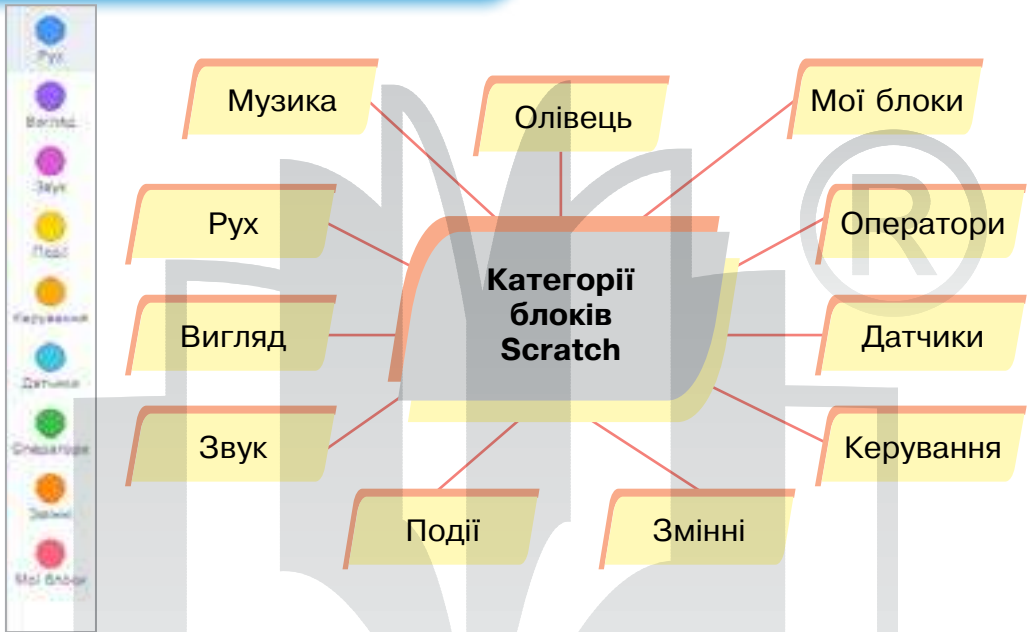 Рух
Вигляд
Звук
Події
Керування
Датчики
Оператори
Змінні
Мої блоки
Музика
Олівець
Мої блоки
Рух
Оператори
Категорії
блоків
Scratch
Вигляд
Датчики
Звук
Керування
Події
Змінні
®